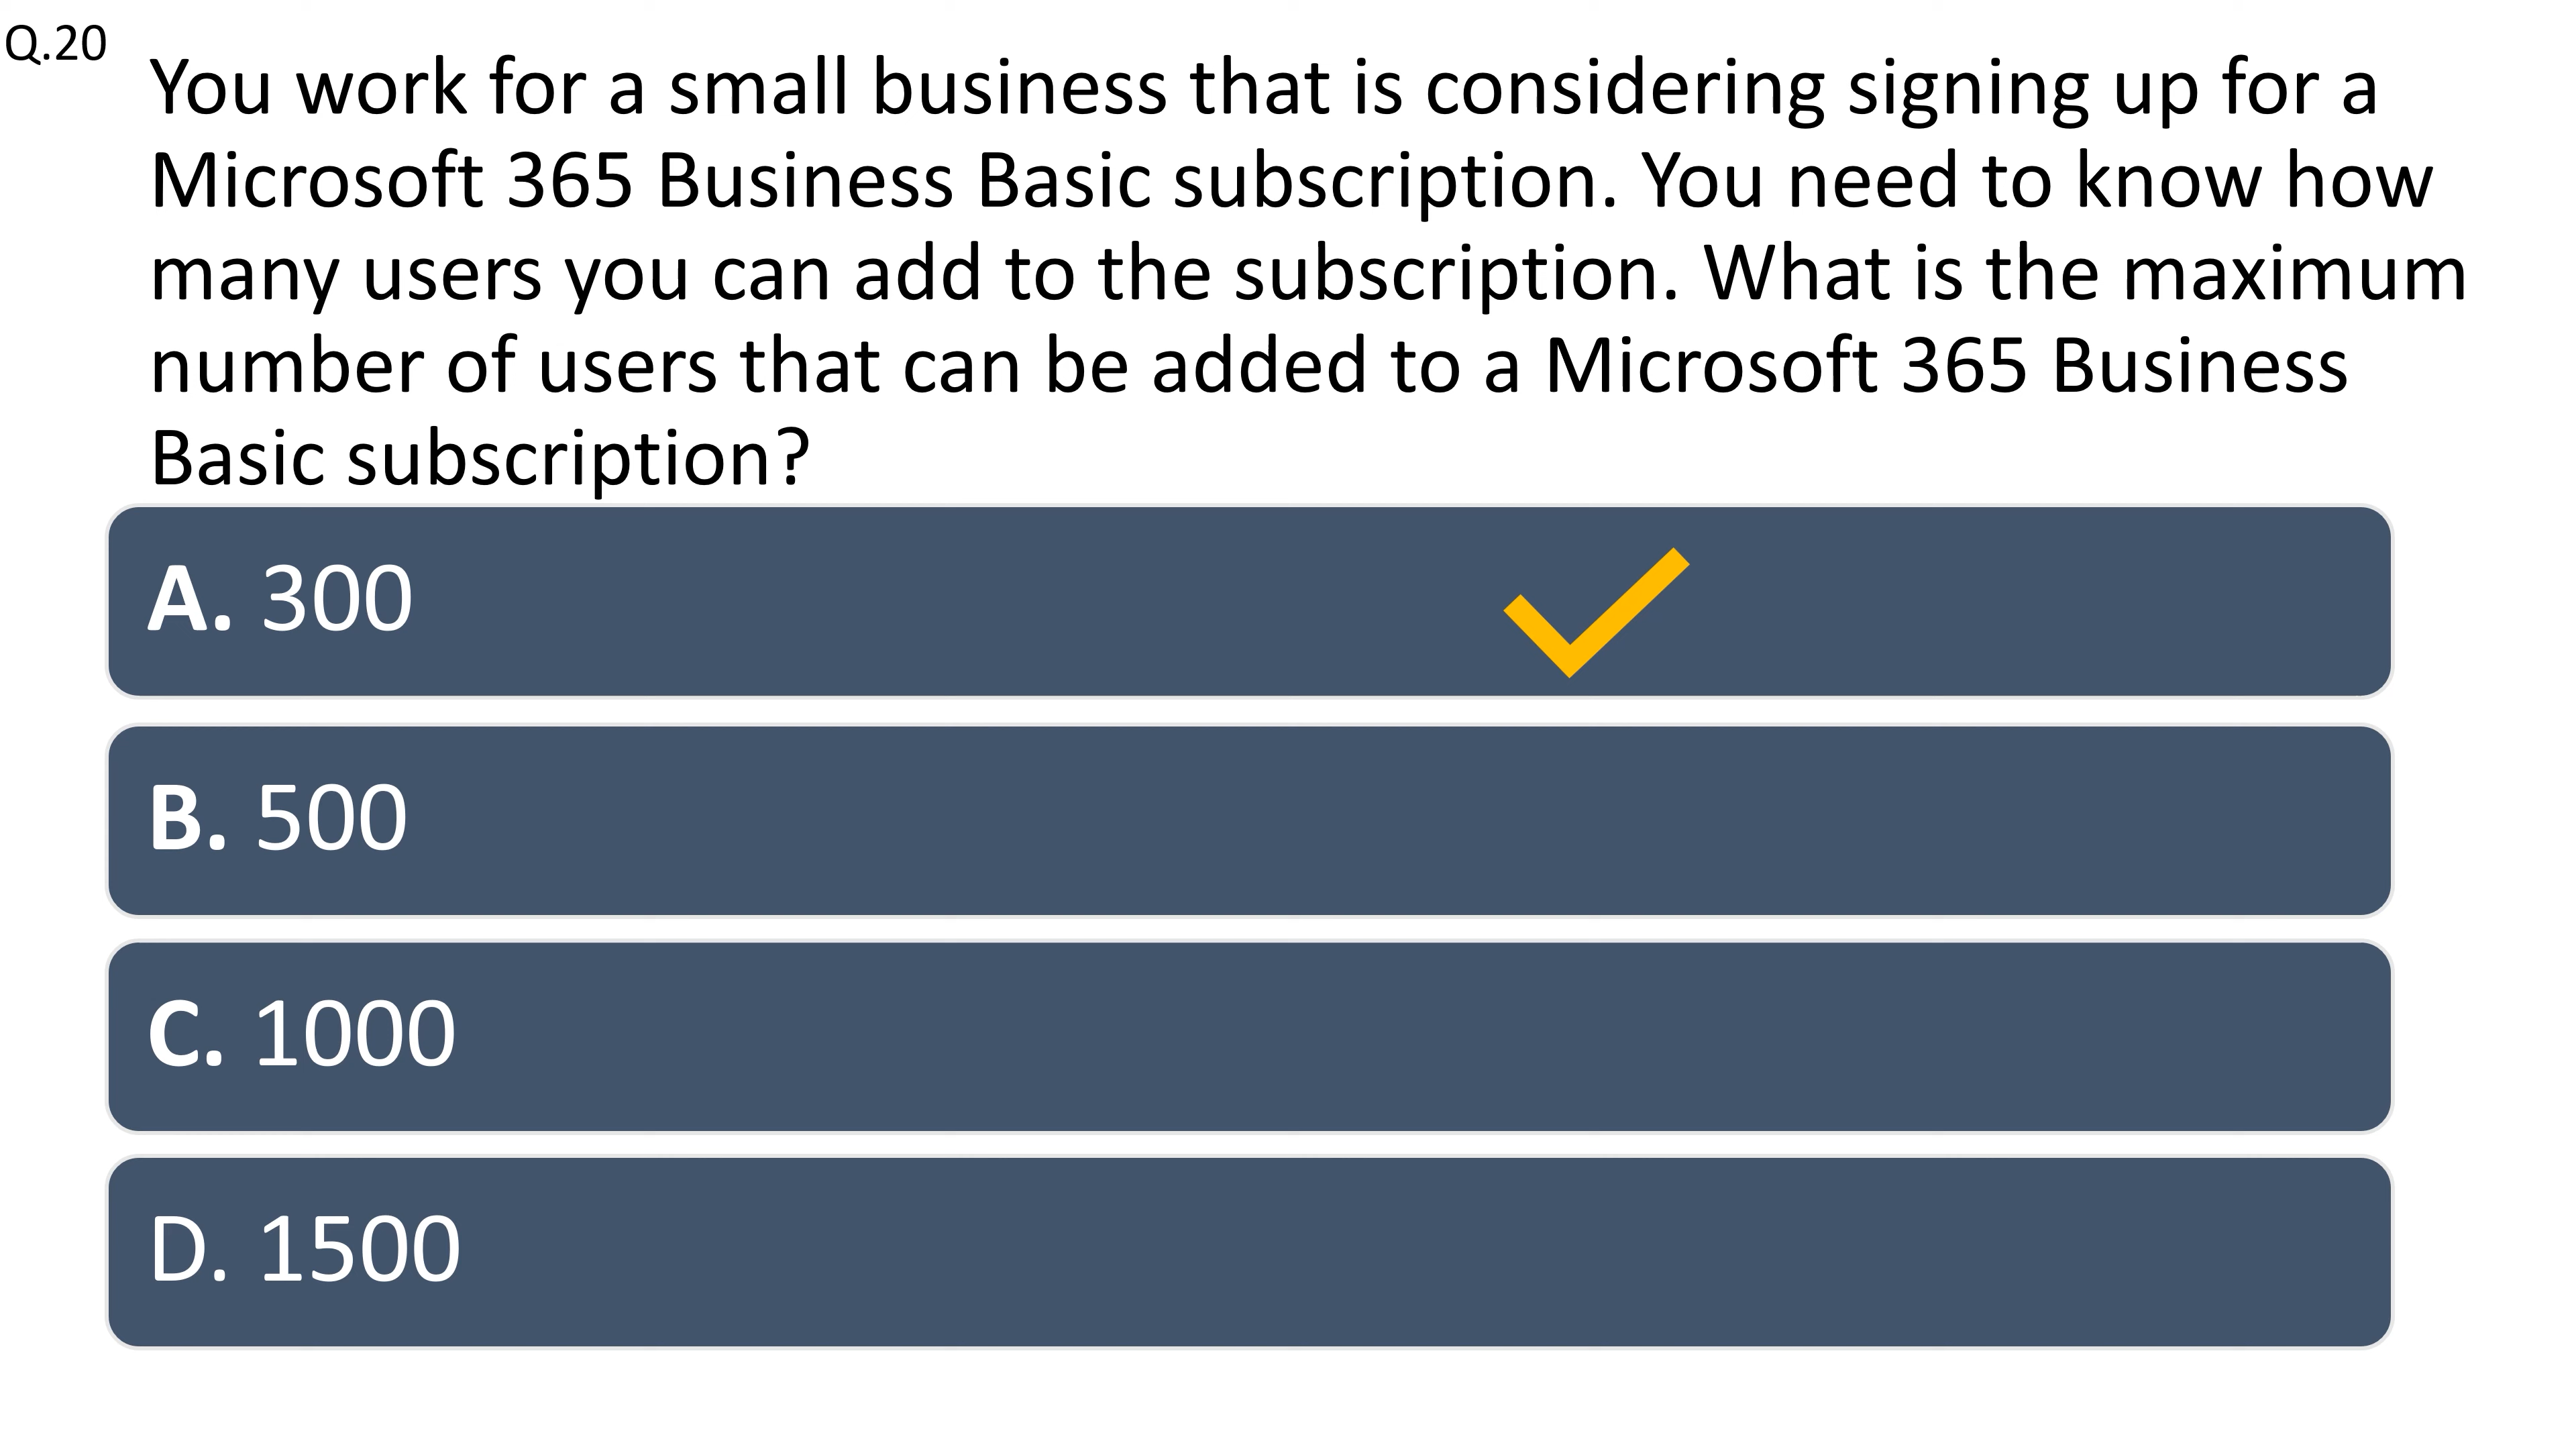 Q.20
You work for a small business that is considering signing up for a
Microsoft 365 Business Basic subscription. You need to know how
many users you can add to the subscription. What is the maximum
number of users that can be added to a Microsoft 365 Business
Basic subscription?
A. 300
B. 500
C. 1000
D. 1500